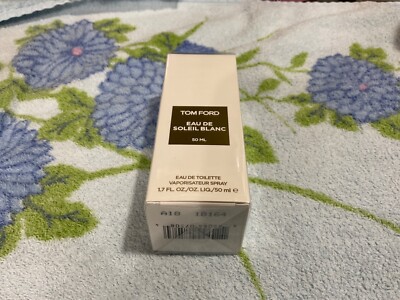 TOM FORD
EAU DE
SOLEIL BLANC
50 ML
EAU DE TOILETTE
VAPORISATEUR SPRAY
1.7 FL. OZ./OZ. LIQ./50 ml ℮
A10